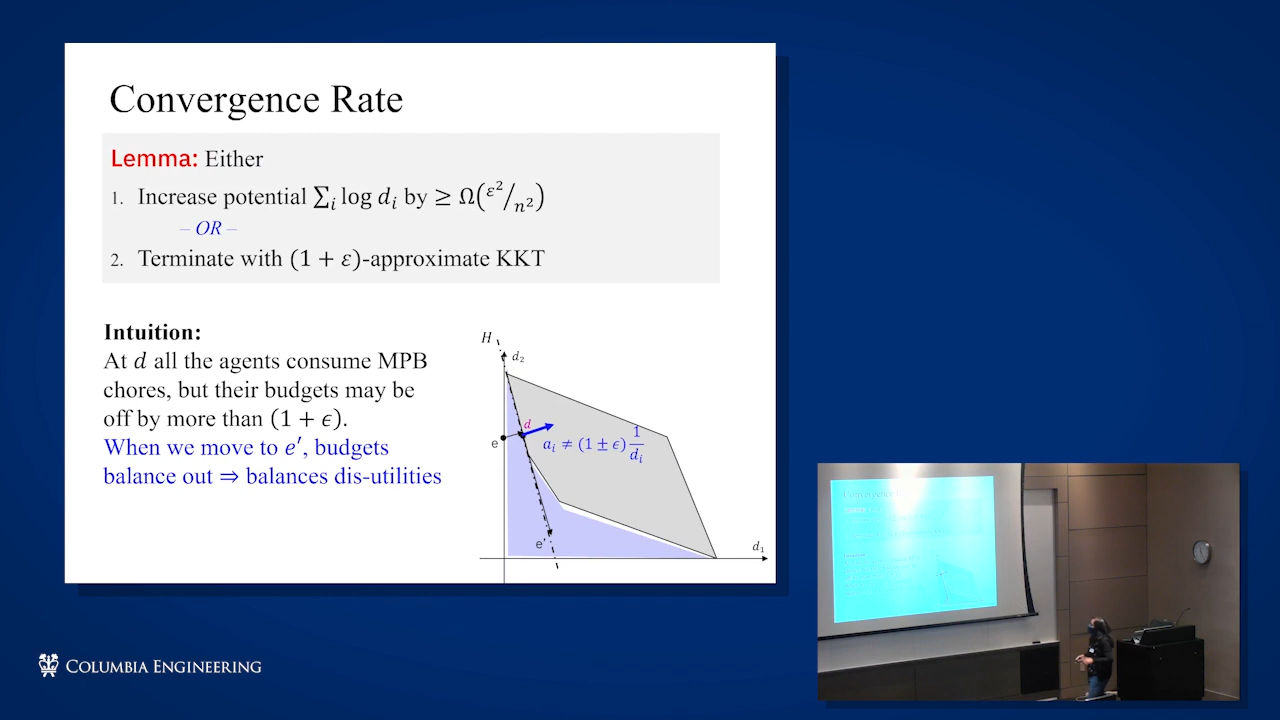 Convergence Rate
Lemma: Either
1. Increase potential ∑ᵢ log dᵢ by ≥ Ω(ε²/n²)
– OR –
2. Terminate with (1 + ε)-approximate KKT
Intuition:
At d all the agents consume MPB
chores, but their budgets may be
off by more than (1 + ϵ).
When we move to e′, budgets
balance out ⇒ balances dis-utilities
H
d₂
d
e
aᵢ ≠ (1 ± ϵ) 1/dᵢ
e′
d₁
COLUMBIA ENGINEERING
Convergence